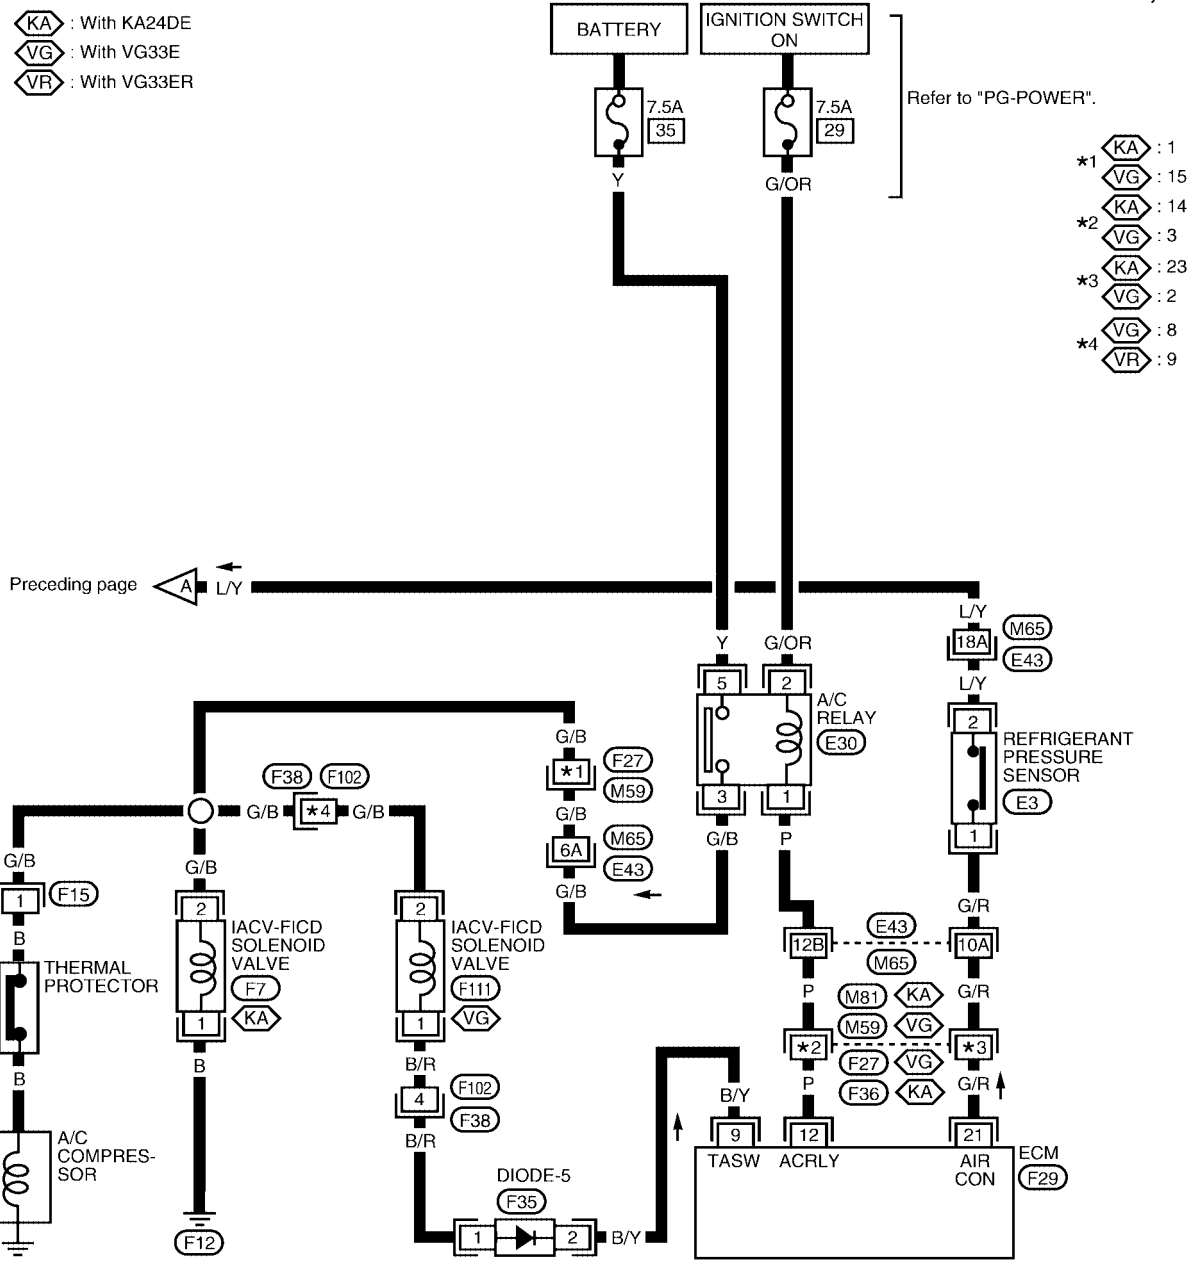 KA : With KA24DE
VG : With VG33E
VR : With VG33ER
BATTERY
IGNITION SWITCH
ON
7.5A
35
7.5A
29
Refer to "PG-POWER".
Y
G/OR
*1 KA : 1
VG : 15
*2 KA : 14
VG : 3
*3 KA : 23
VG : 2
*4 VG : 8
VR : 9
Preceding page
A
L/Y
Y
G/OR
L/Y
18A
M65
E43
L/Y
5
2
A/C
RELAY
E30
3
1
2
REFRIGERANT
PRESSURE
SENSOR
E3
1
G/B
*1
F27
M59
G/B
6A
M65
E43
G/B
F38
F102
G/B
*4
G/B
G/B
P
G/B
1
F15
B
THERMAL
PROTECTOR
B
A/C
COMPRES-
SOR
G/B
2
IACV-FICD
SOLENOID
VALVE
F7
1
KA
B
F12
2
IACV-FICD
SOLENOID
VALVE
F111
1
VG
B/R
4
F102
F38
B/R
DIODE-5
F35
1
2
B/Y
B/Y
G/R
12B
E43
M65
10A
P
M81 KA
M59 VG
G/R
*2
*3
F27 VG
F36 KA
P
G/R
9
12
21
TASW
ACRLY
AIR
CON
ECM
F29